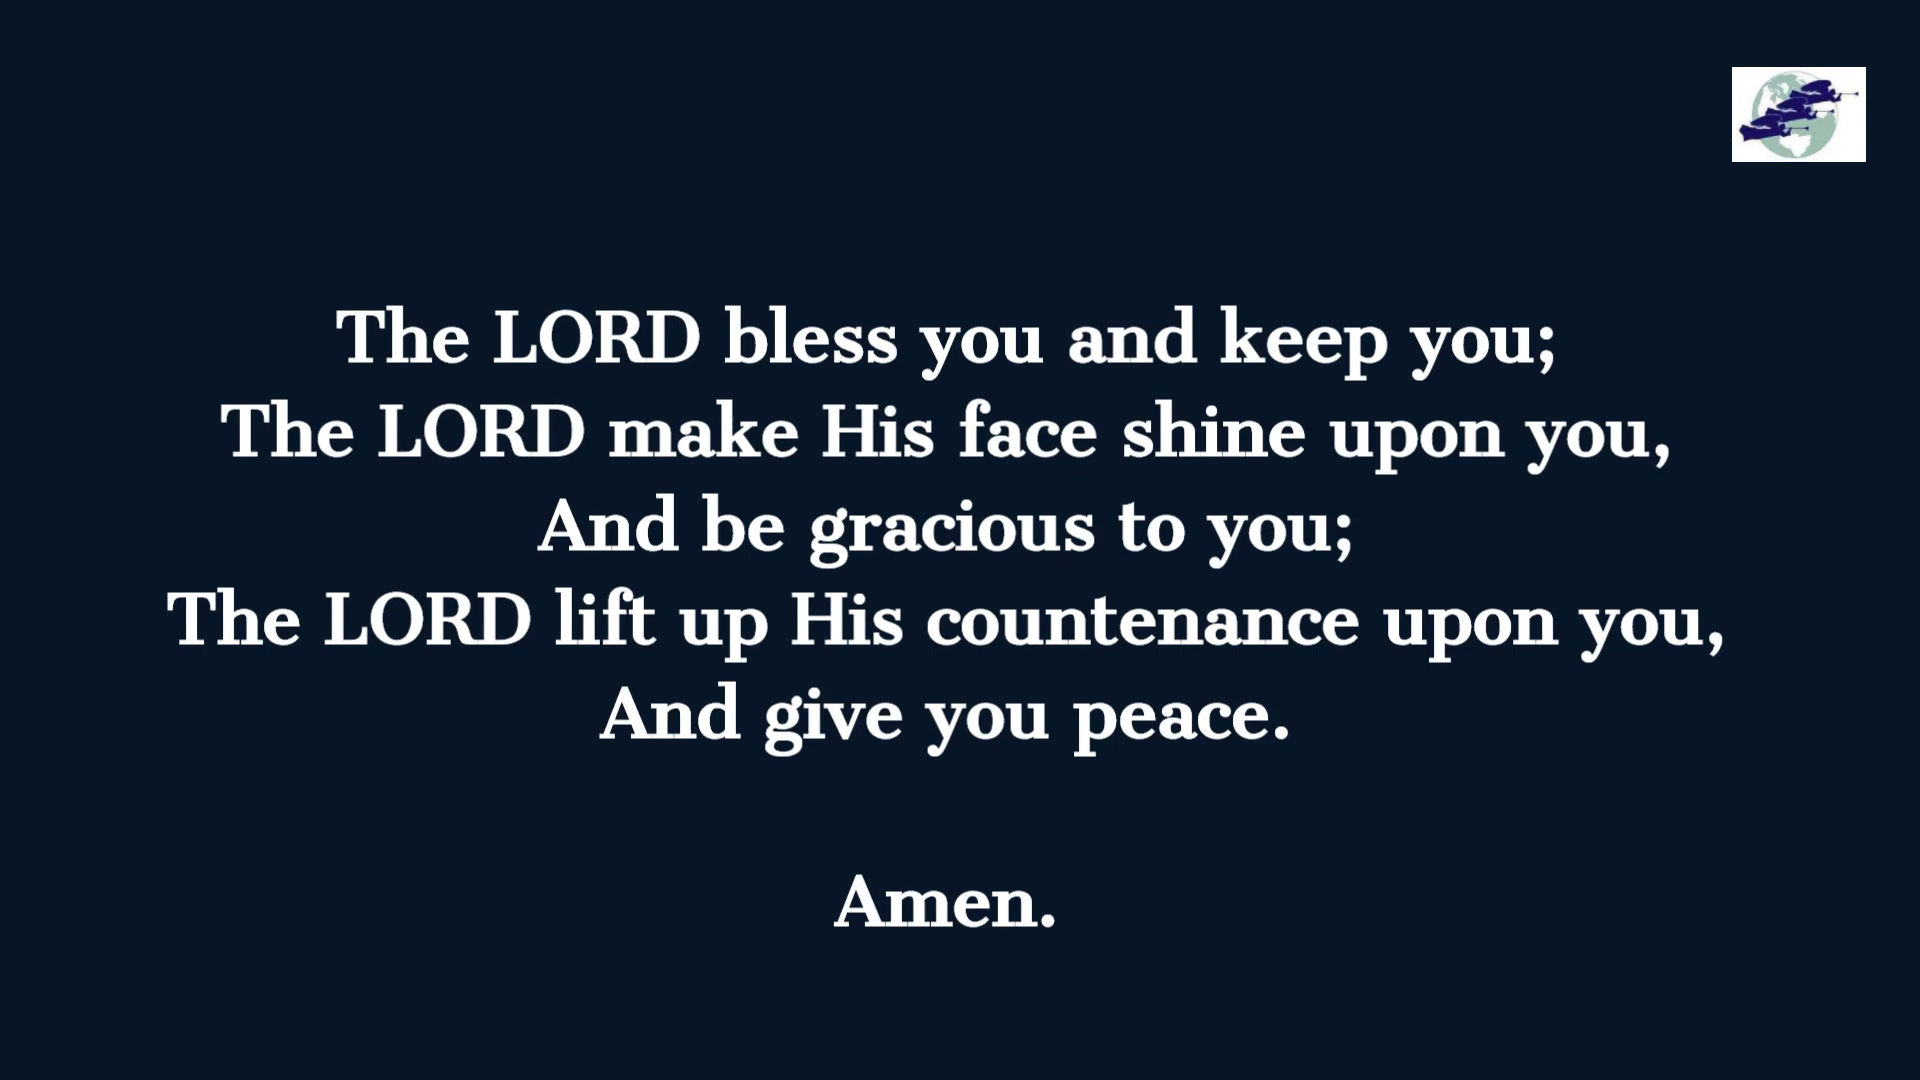 The LORD bless you and keep you;
The LORD make His face shine upon you,
And be gracious to you;
The LORD lift up His countenance upon you,
And give you peace.
Amen.